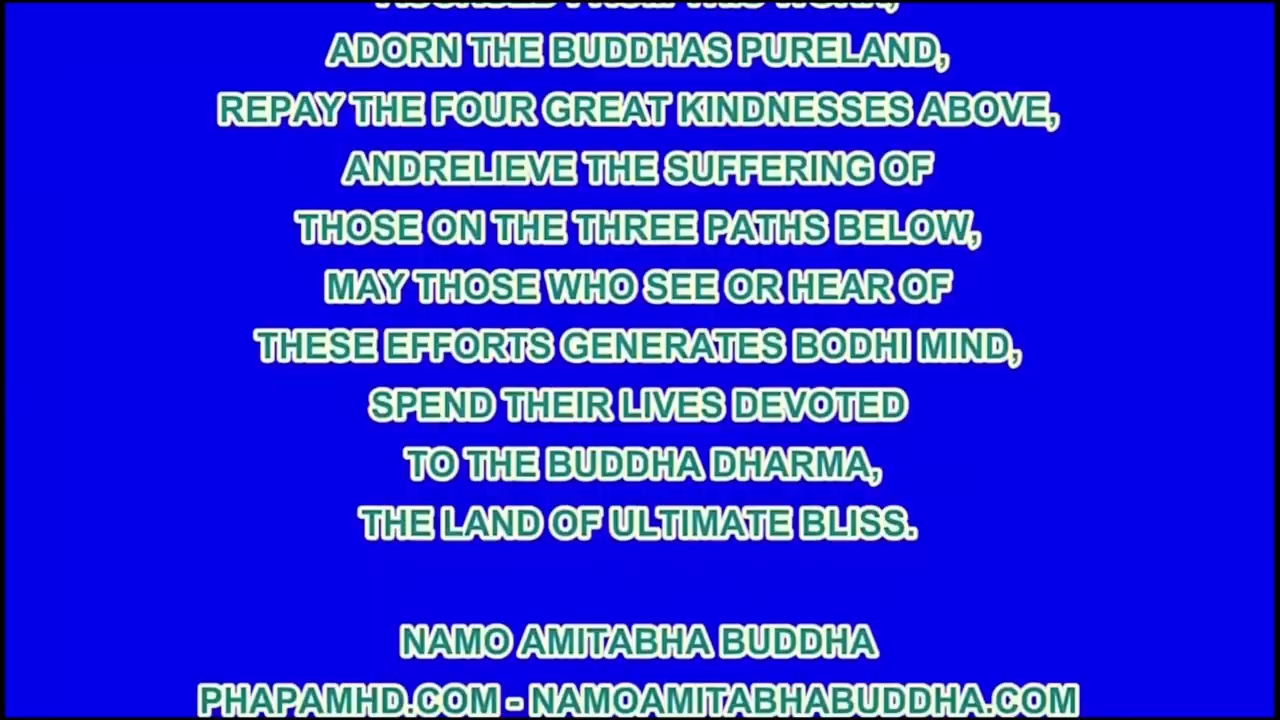 ADORN THE BUDDHAS PURELAND,
REPAY THE FOUR GREAT KINDNESSES ABOVE,
ANDRELIEVE THE SUFFERING OF
THOSE ON THE THREE PATHS BELOW,
MAY THOSE WHO SEE OR HEAR OF
THESE EFFORTS GENERATES BODHI MIND,
SPEND THEIR LIVES DEVOTED
TO THE BUDDHA DHARMA,
THE LAND OF ULTIMATE BLISS.
NAMO AMITABHA BUDDHA
PHAPAMHD.COM - NAMOAMITABHABUDDHA.COM